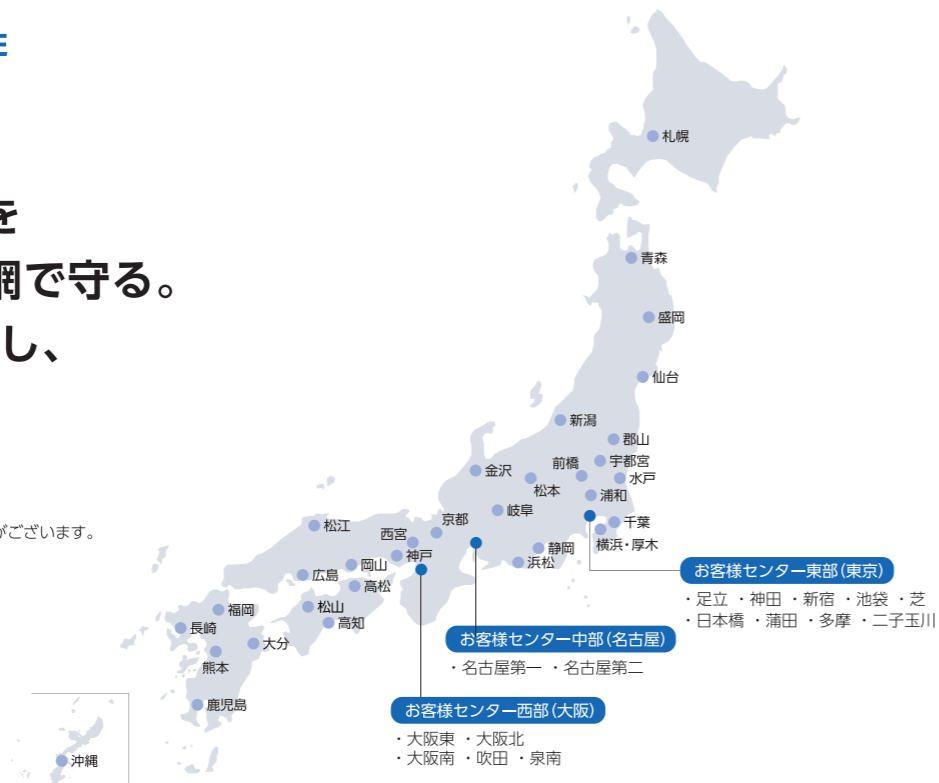 を
網で守る。
し、
がございます。
札幌
青森
盛岡
仙台
新潟
郡山
金沢
前橋
宇都宮
松本
水戸
浦和
岐阜
千葉
横浜・厚木
松江
西宮
京都
神戸
静岡
浜松
岡山
広島
高松
松山
高知
福岡
長崎
大分
熊本
鹿児島
沖縄
お客様センター東部(東京)
・足立 ・神田 ・新宿 ・池袋 ・芝
・日本橋 ・蒲田 ・多摩 ・二子玉川
お客様センター中部(名古屋)
・名古屋第一 ・名古屋第二
お客様センター西部(大阪)
・大阪東 ・大阪北
・大阪南 ・吹田 ・泉南